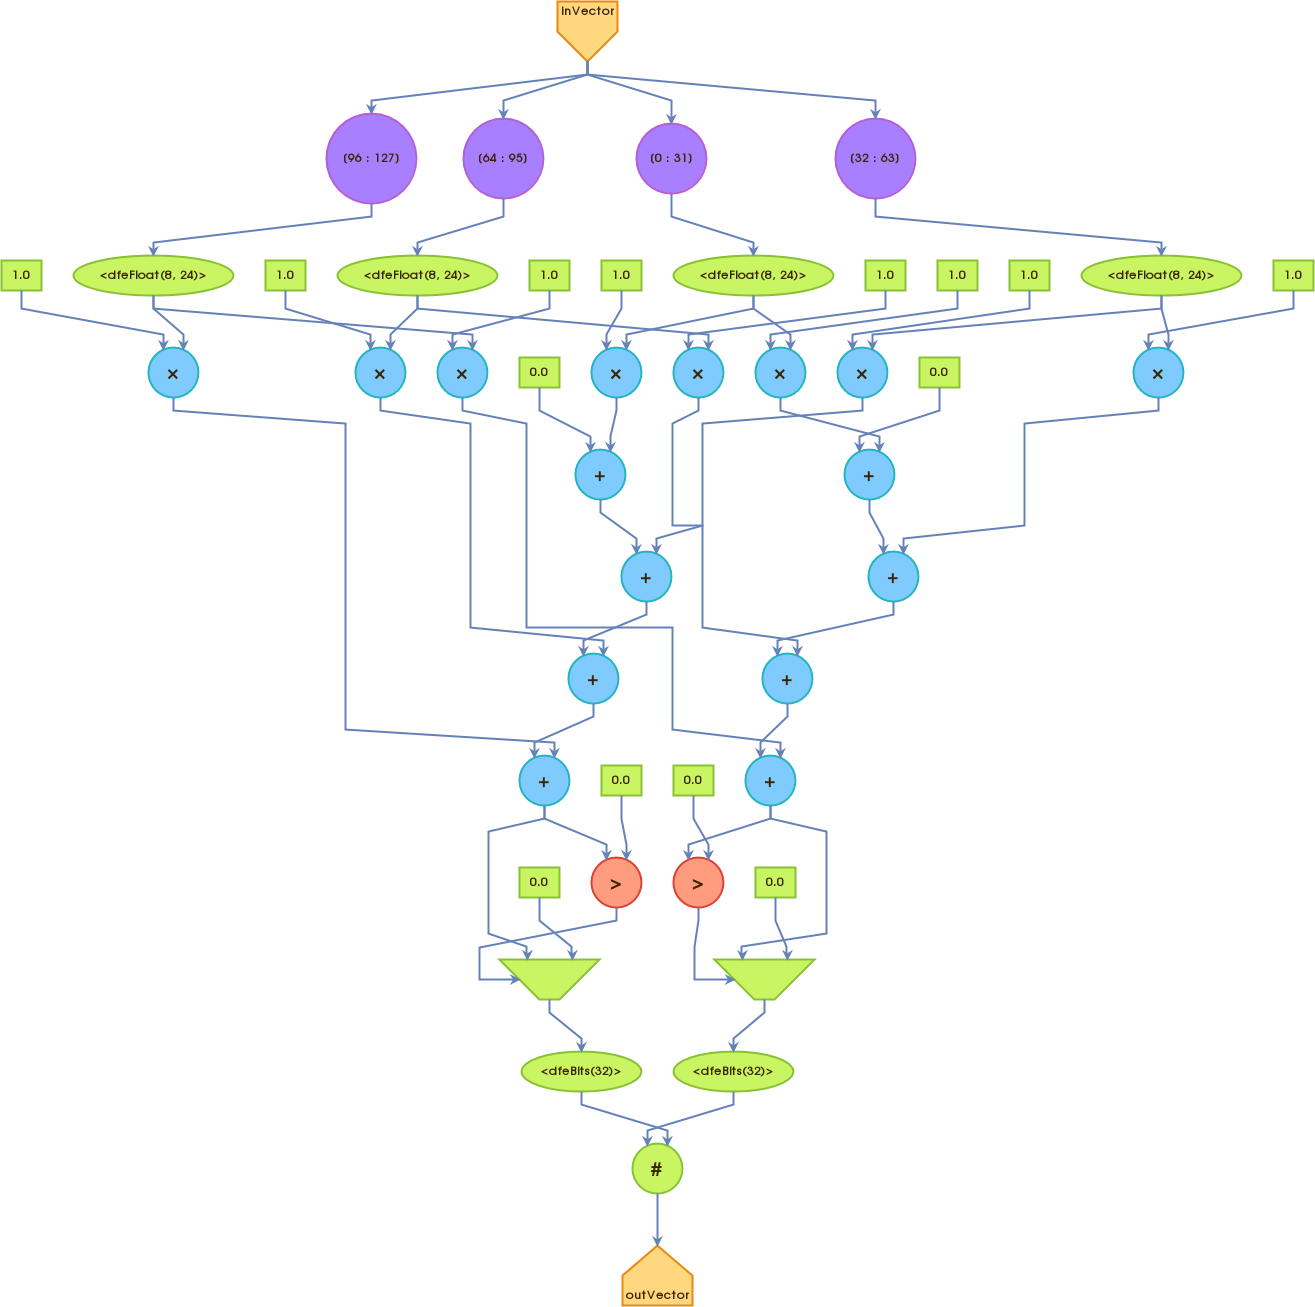 inVector
[96 : 127]
[64 : 95]
[0 : 31]
[32 : 63]
1.0
<dfeFloat(8, 24)>
1.0
<dfeFloat(8, 24)>
1.0
1.0
<dfeFloat(8, 24)>
1.0
1.0
1.0
<dfeFloat(8, 24)>
1.0
×
×
×
0.0
×
×
×
×
0.0
×
+
+
+
+
+
+
+
0.0
0.0
+
0.0
>
>
0.0
<dfeBits(32)>
<dfeBits(32)>
#
outVector